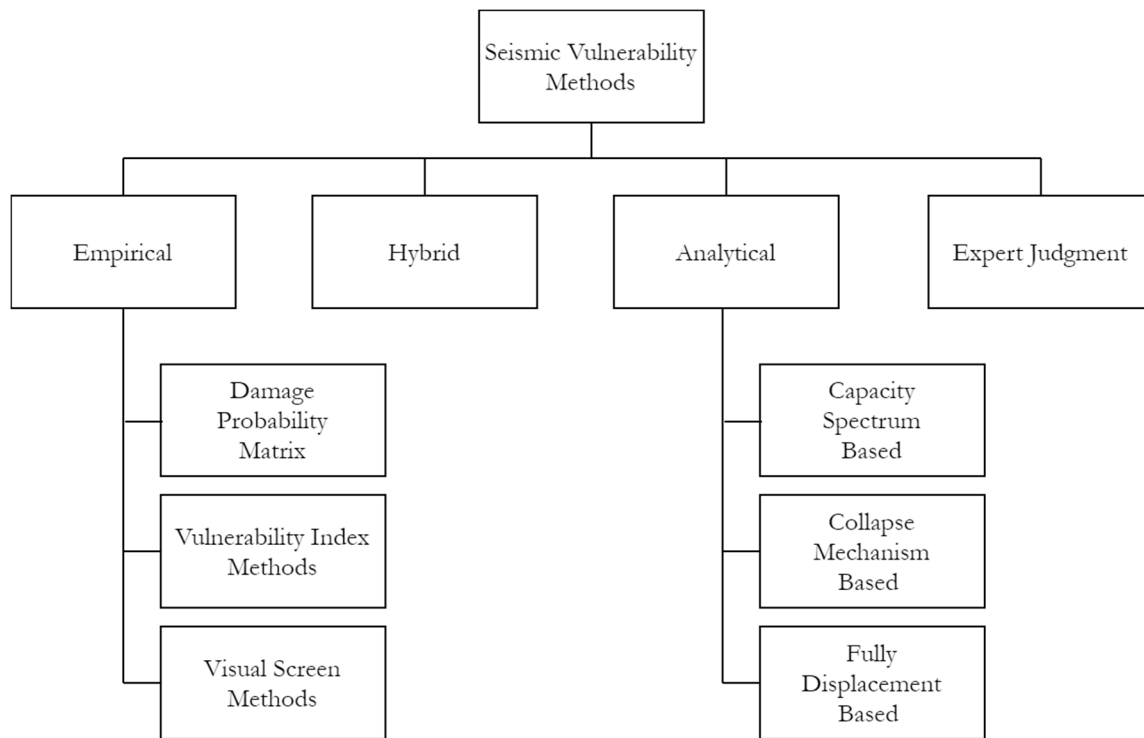 Seismic Vulnerability
Methods
Empirical
Hybrid
Analytical
Expert Judgment
Damage
Probability
Matrix
Vulnerability Index
Methods
Visual Screen
Methods
Capacity
Spectrum
Based
Collapse
Mechanism
Based
Fully
Displacement
Based